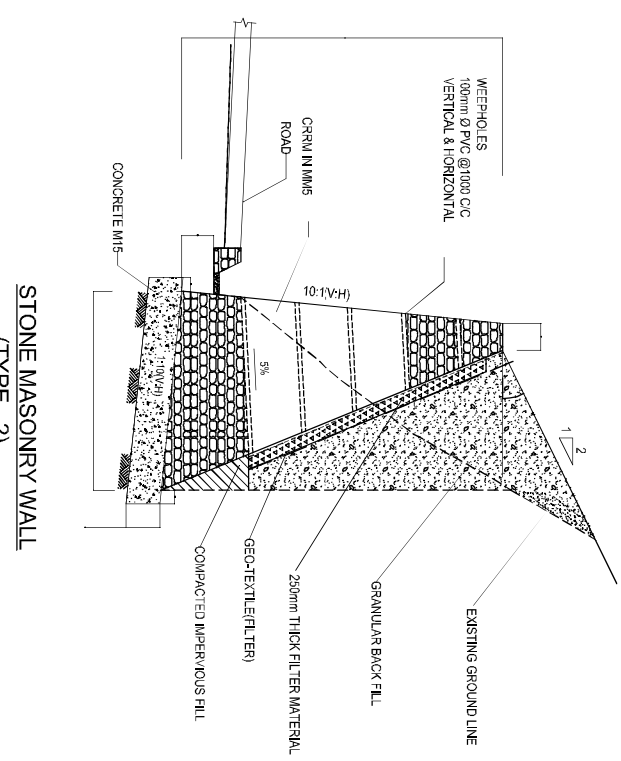 WEEPHOLES
100mm Ø PVC @1000 C/C
VERTICAL & HORIZONTAL
CRRM IN MM5
ROAD
CONCRETE M15
10:1(V:H)
5%
1:10(V:H)
1
2
EXISTING GROUND LINE
GRANULAR BACK FILL
250mm THICK FILTER MATERIAL
GEO-TEXTILE(FILTER)
COMPACTED IMPERVIOUS FILL
STONE MASONRY WALL
(TYPE - 2)